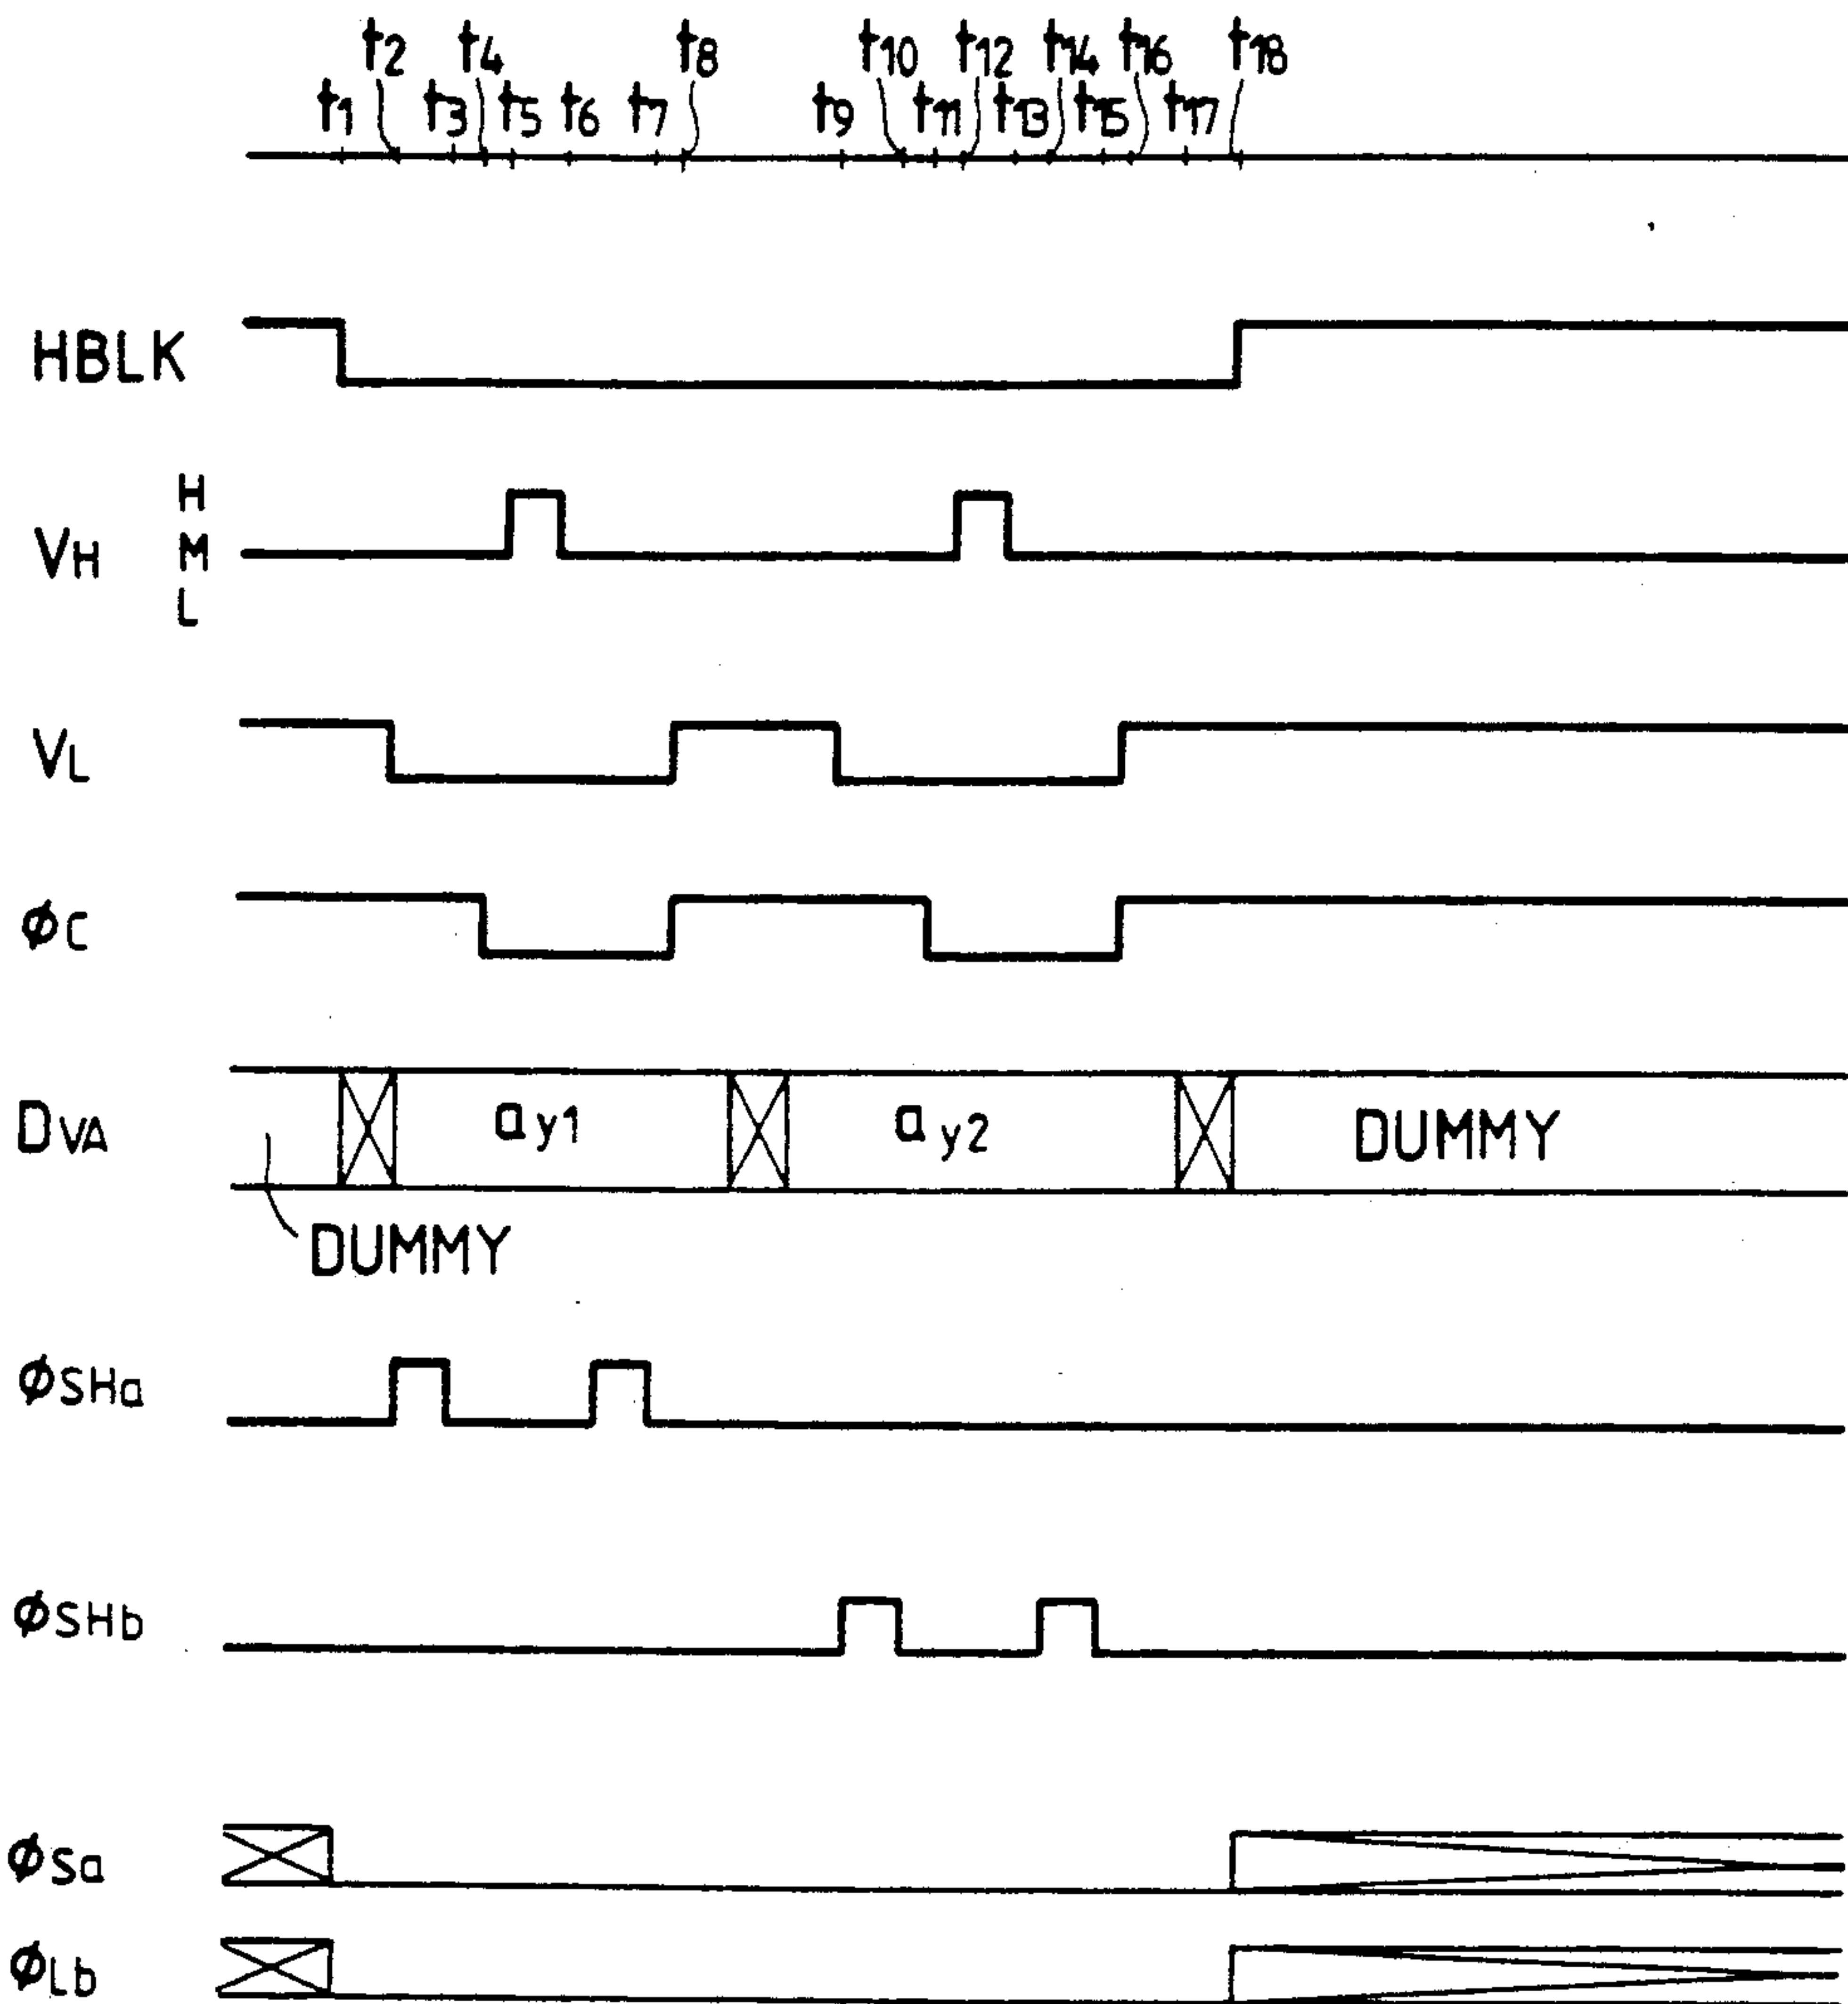 t2 t4 t8 t10 t12 t14 t16 t18
t1 t3 t5 t6 t7 t9 t11 t13 t15 t17
HBLK
H
VH M
L
VL
ϕC
DVA ay1 ay2 DUMMY
DUMMY
ϕSHa
ϕSHb
ϕSa
ϕLb